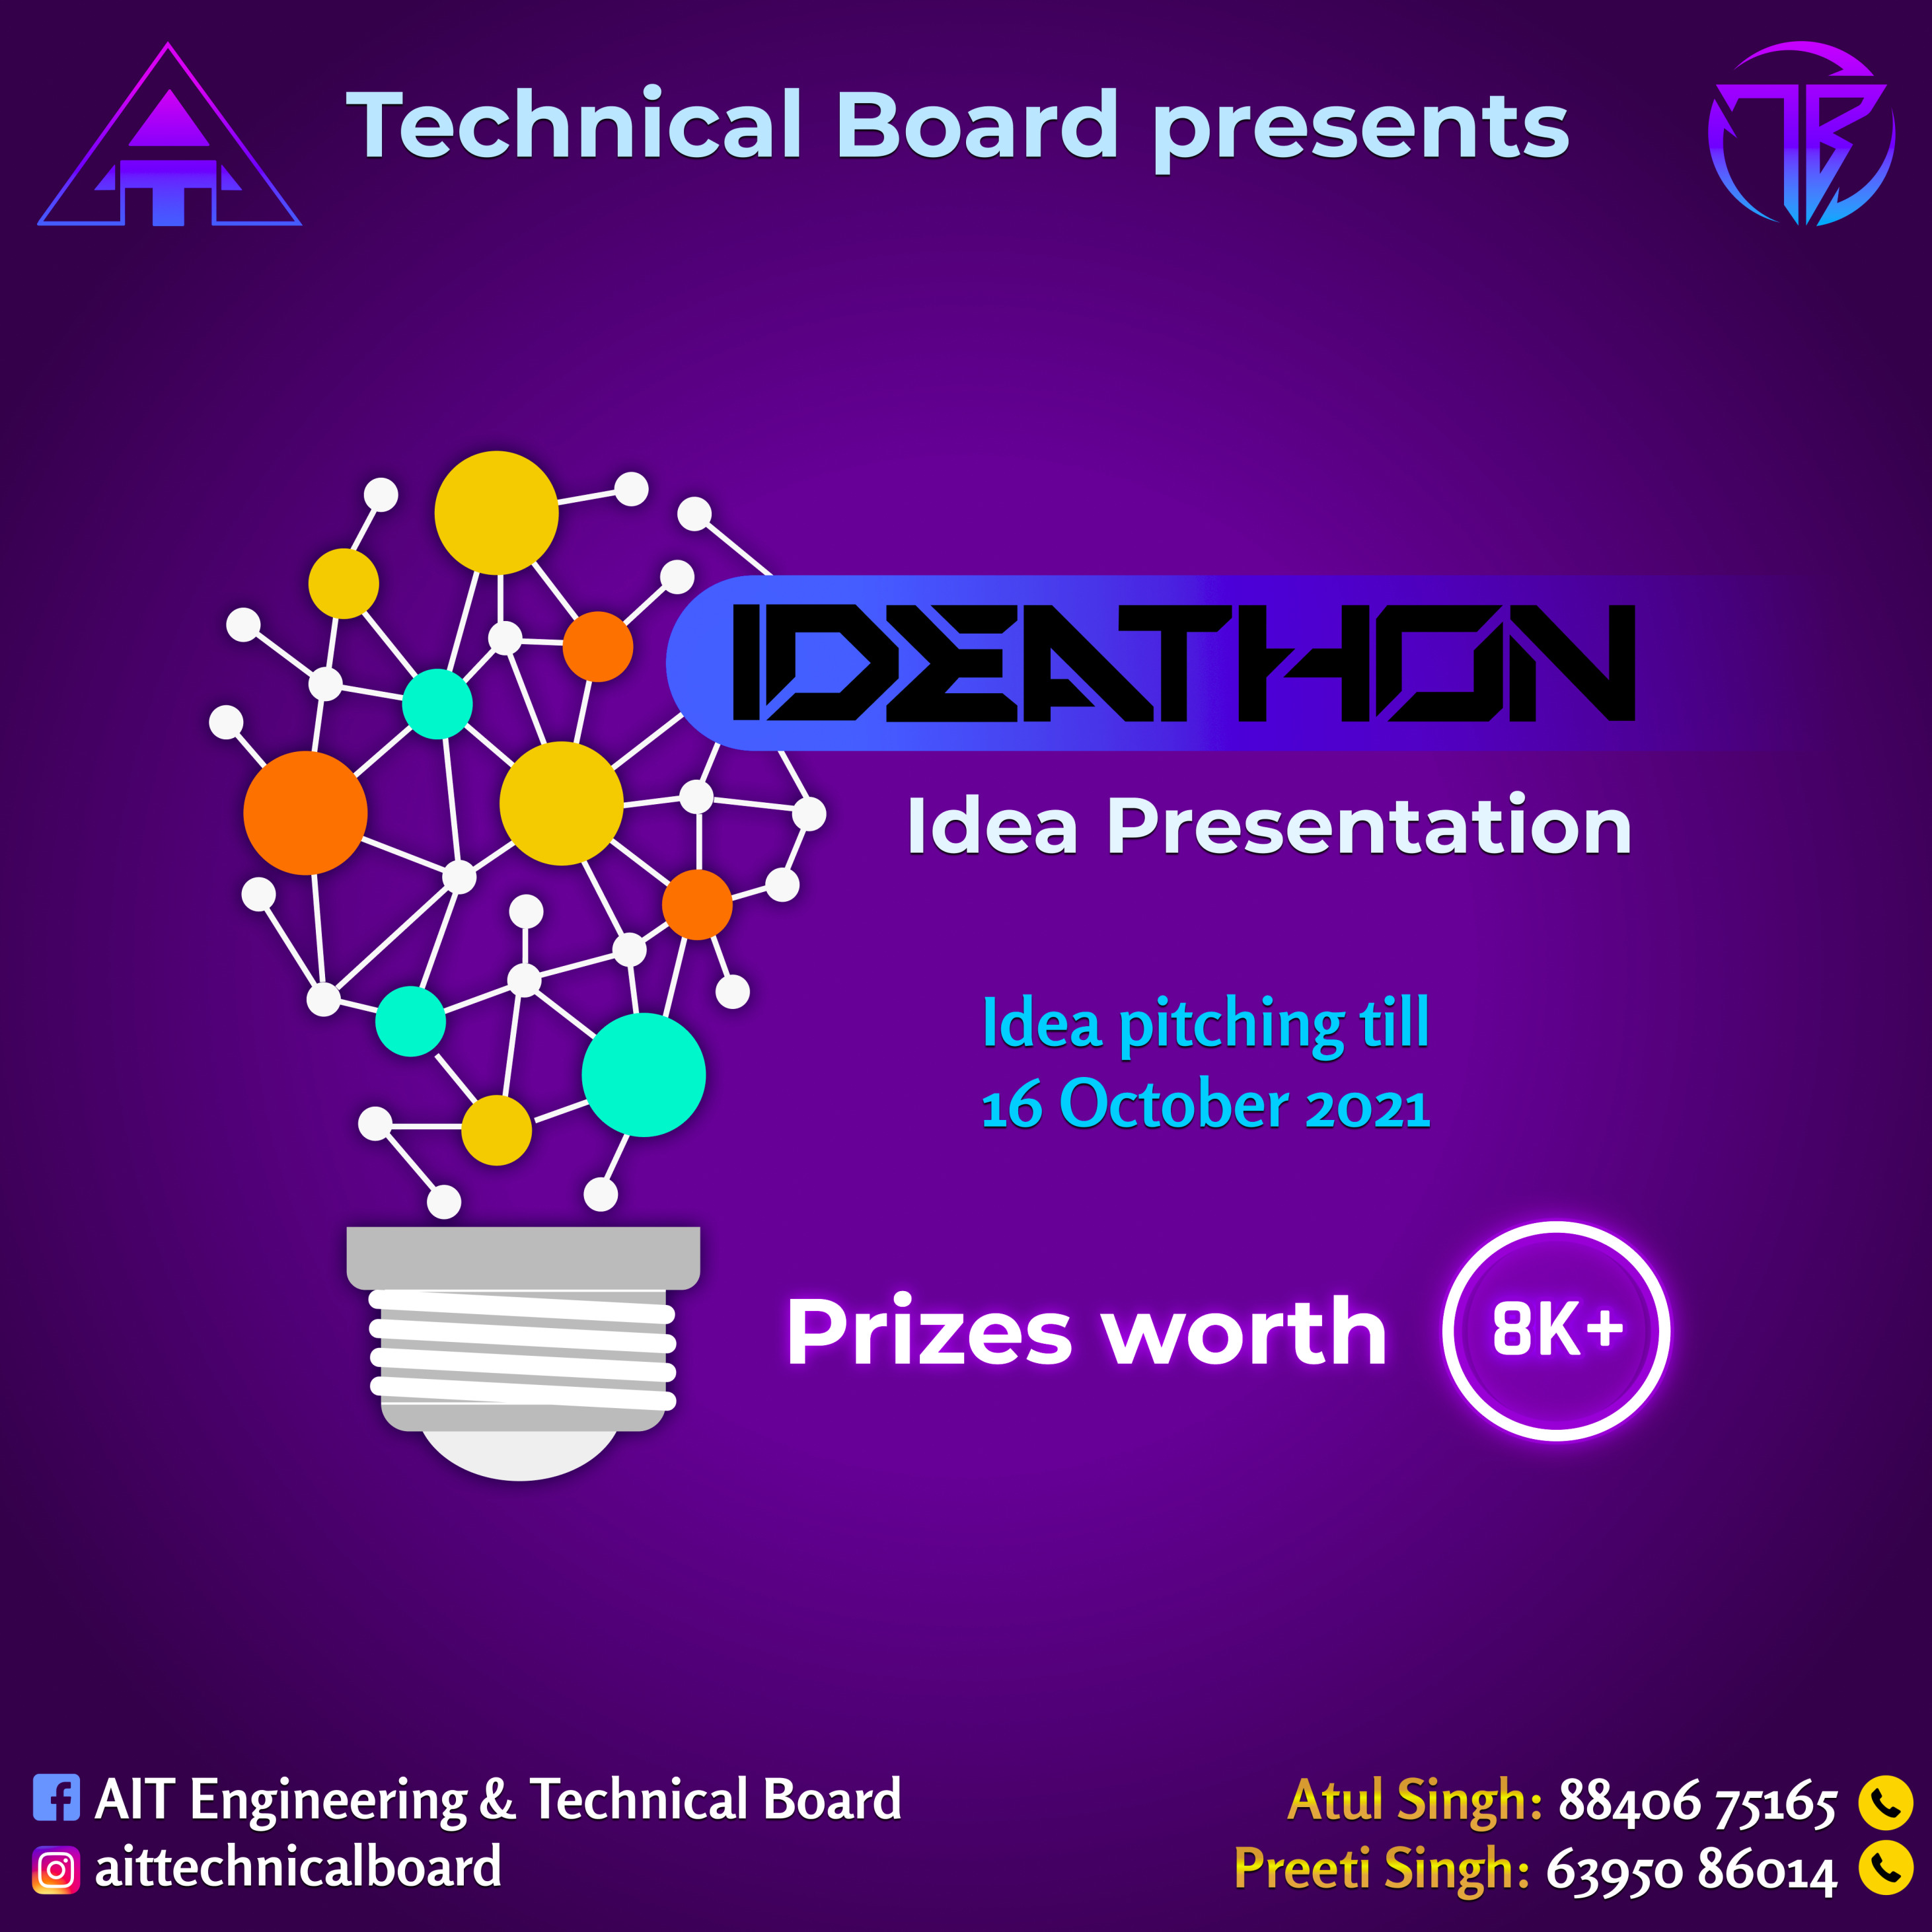 Technical Board presents
IDEATHON
Idea Presentation
Idea pitching till
16 October 2021
Prizes worth
8K+
AIT Engineering & Technical Board
aittechnicalboard
Atul Singh: 88406 75165
Preeti Singh: 63950 86014